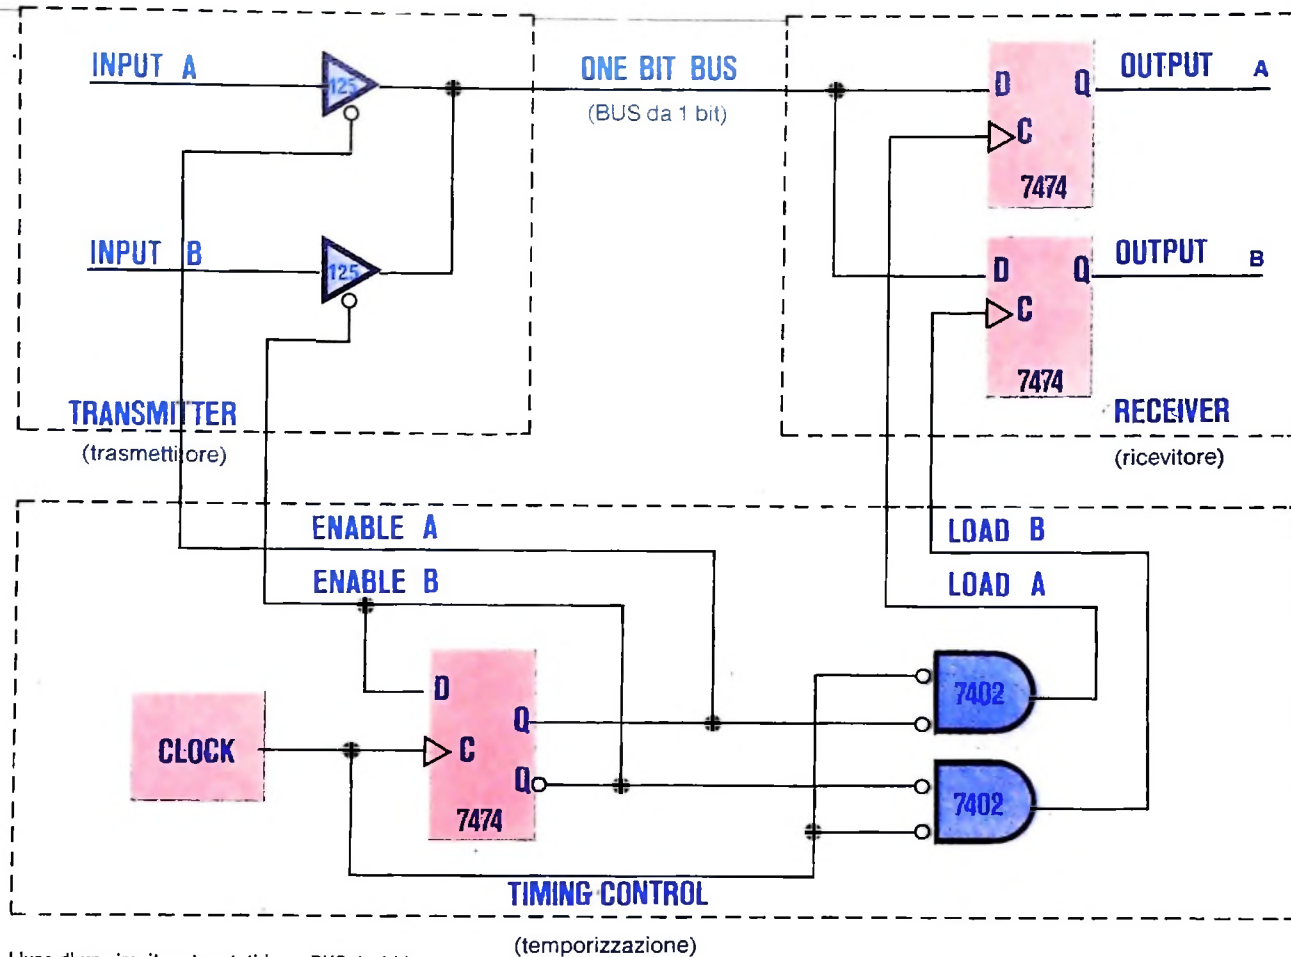 INPUT A
125
ONE BIT BUS
(BUS da 1 bit)
D Q
C
7474
OUTPUT A
INPUT B
125
D Q
C
7474
OUTPUT B
TRANSMITTER
(trasmettitore)
RECEIVER
(ricevitore)
ENABLE A
ENABLE B
LOAD B
LOAD A
CLOCK
D
Q
C
Q
7474
7402
7402
TIMING CONTROL
(temporizzazione)